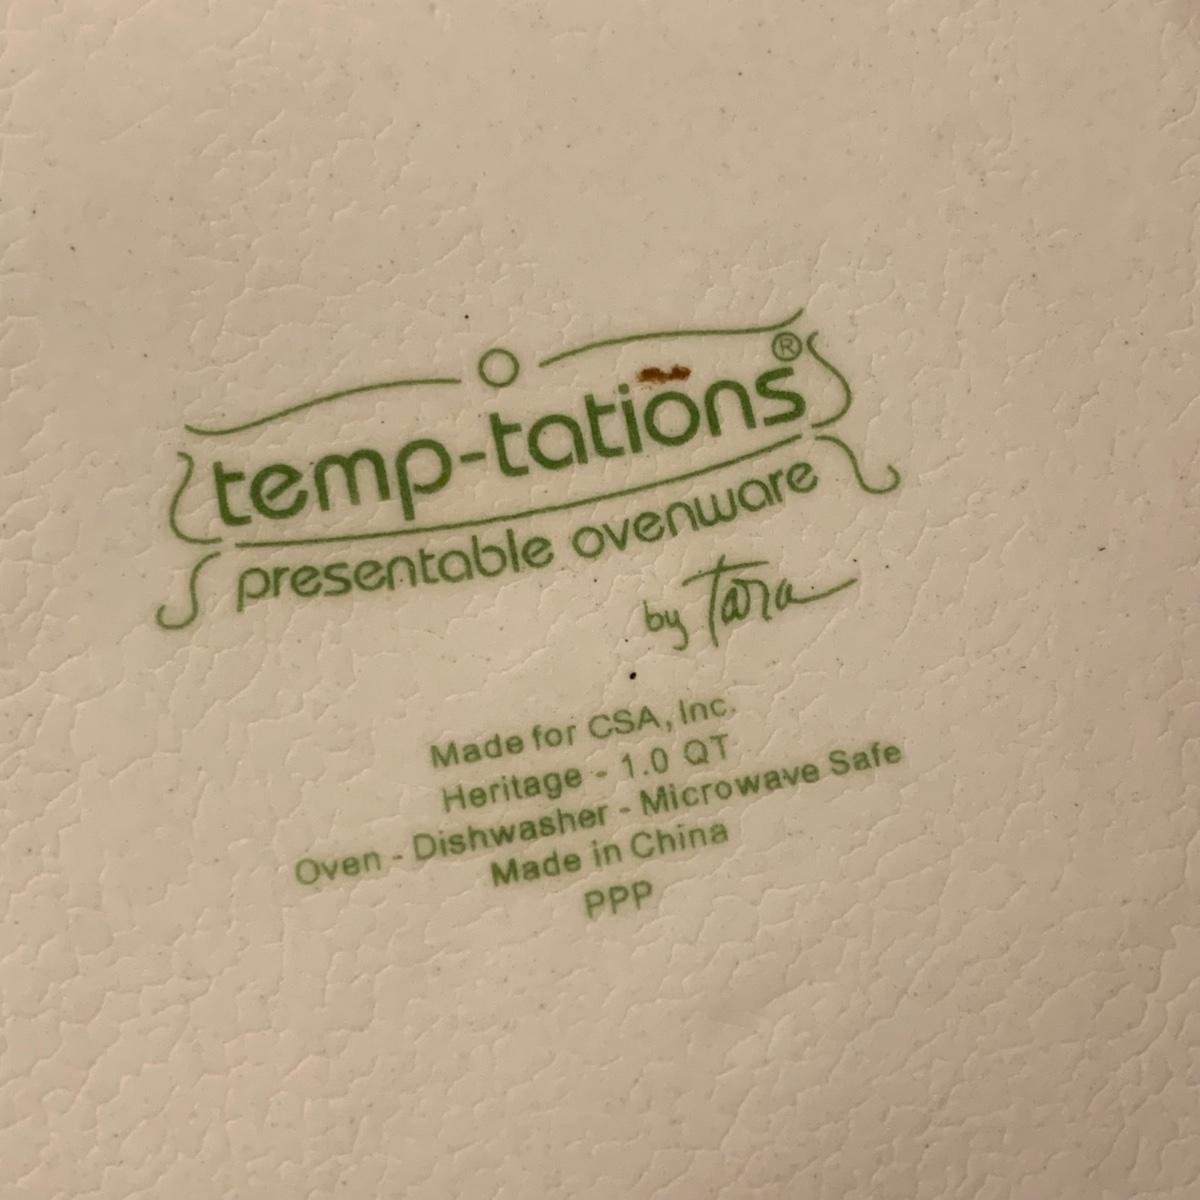 temp-tations®
presentable ovenware
by Tara
Made for CSA, Inc.
Heritage - 1.0 QT
Oven - Dishwasher - Microwave Safe
Made in China
PPP